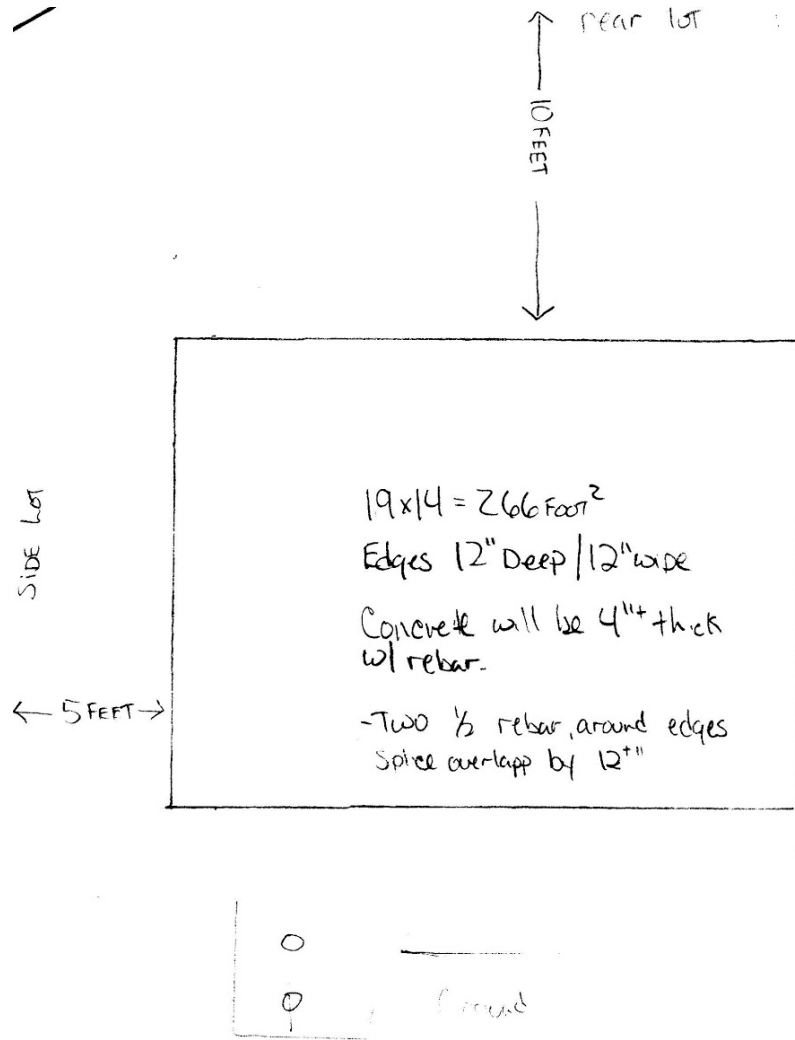 rear lot
10 FEET
19x14 = 266 Foot²
Edges 12" Deep / 12" wide
Concrete will be 4"+ thick
w/ rebar.
SIDE LOT
← 5 FEET →
-Two 1/2 rebar, around edges
Splice overlapp by 12+"